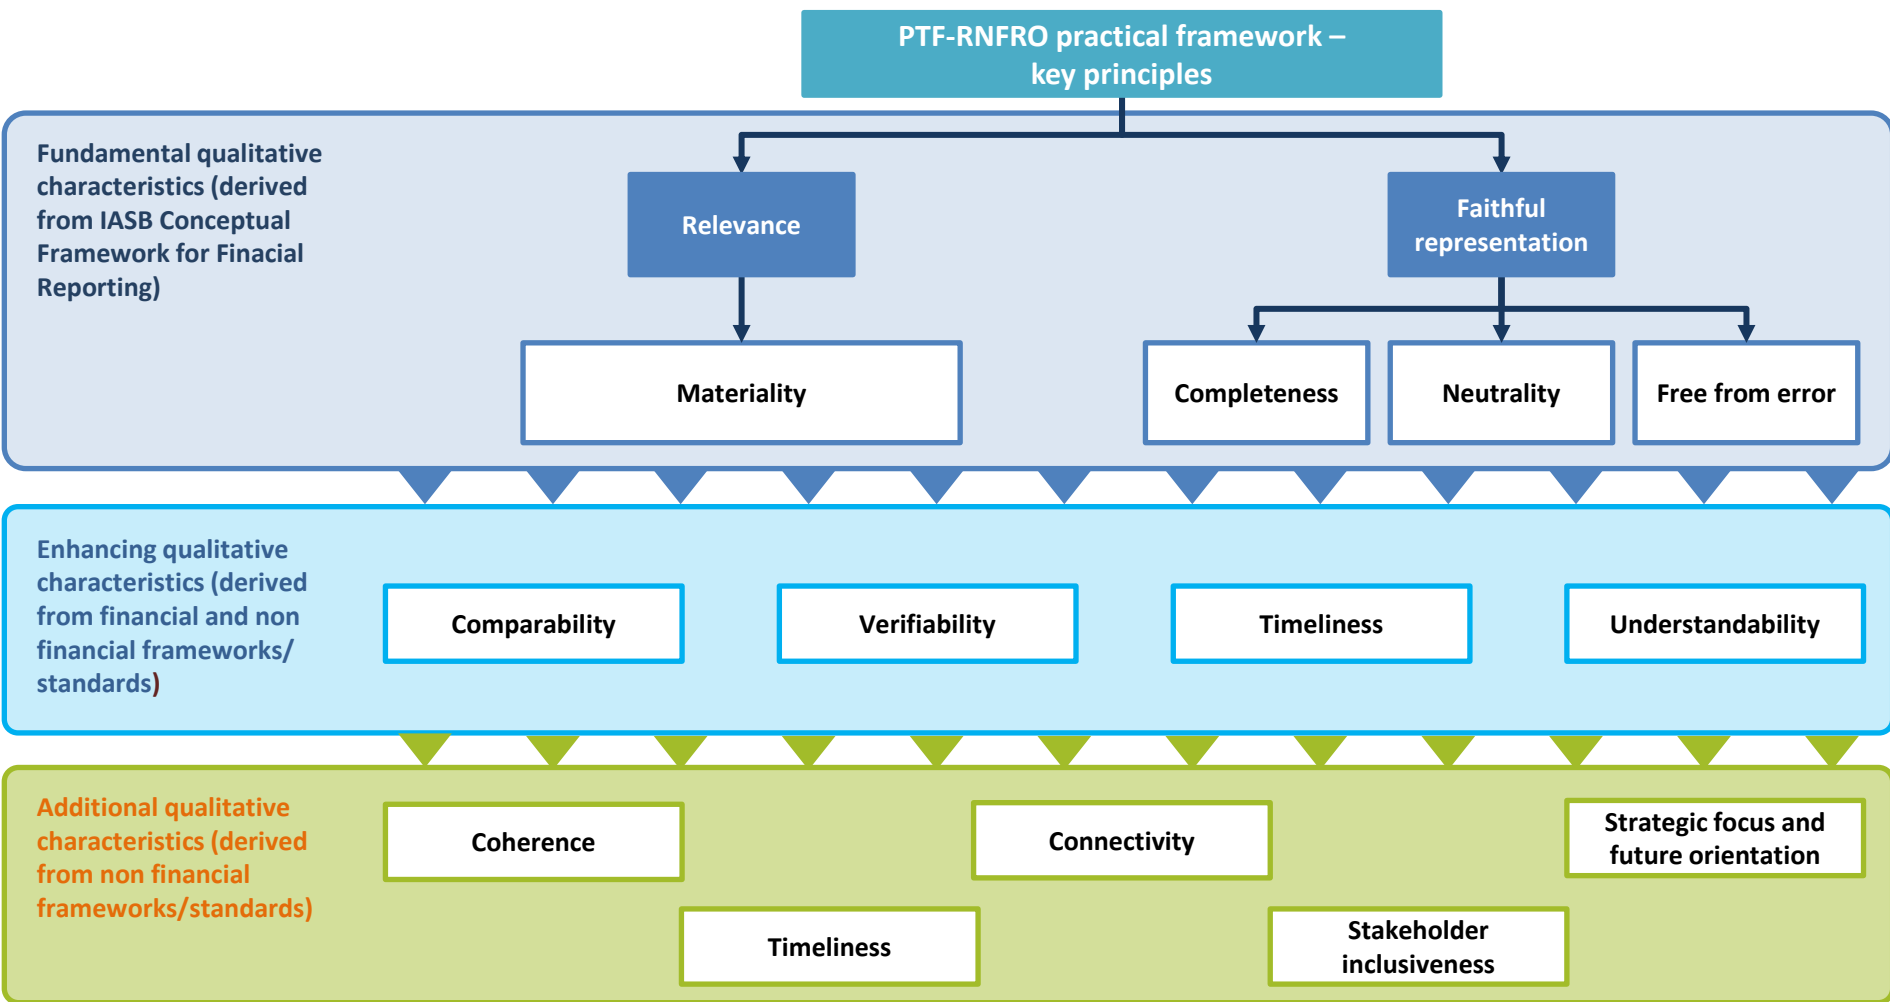 PTF-RNFRO practical framework –
key principles
Fundamental qualitative
characteristics (derived
from IASB Conceptual
Framework for Finacial
Reporting)
Relevance
Faithful
representation
Materiality
Completeness
Neutrality
Free from error
Enhancing qualitative
characteristics (derived
from financial and non
financial frameworks/
standards)
Comparability
Verifiability
Timeliness
Understandability
Additional qualitative
characteristics (derived
from non financial
frameworks/standards)
Coherence
Connectivity
Strategic focus and
future orientation
Timeliness
Stakeholder
inclusiveness